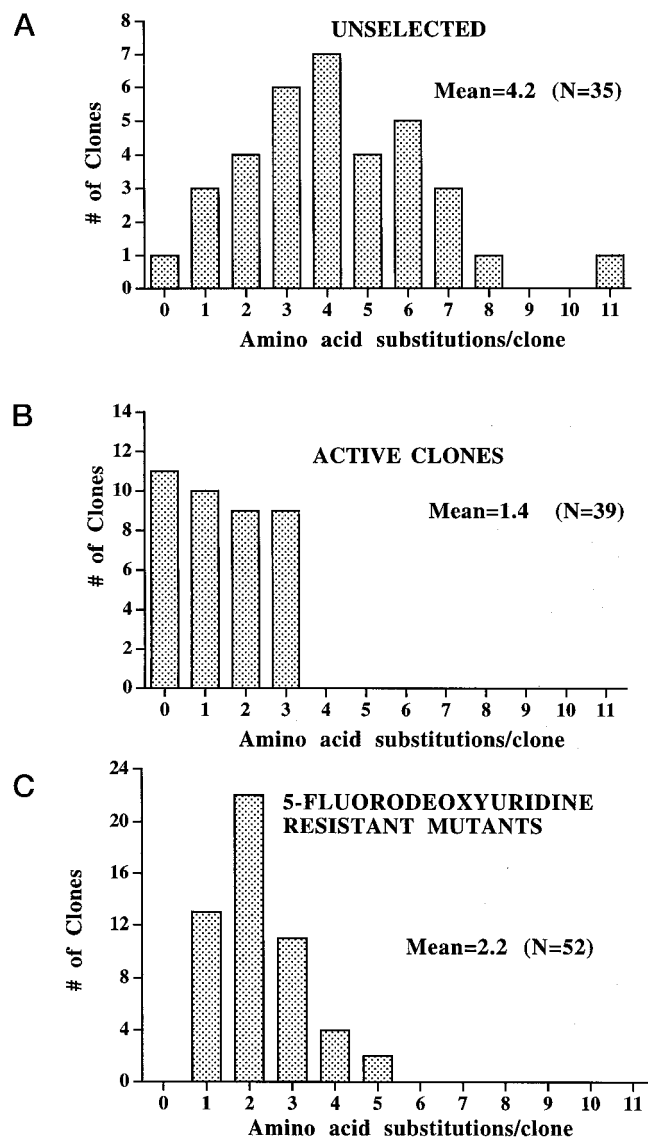 A
UNSELECTED
Mean=4.2 (N=35)
# of Clones
8
7
6
5
4
3
2
1
0
0 1 2 3 4 5 6 7 8 9 10 11
Amino acid substitutions/clone
B
ACTIVE CLONES
Mean=1.4 (N=39)
# of Clones
14
12
10
8
6
4
2
0
0 1 2 3 4 5 6 7 8 9 10 11
Amino acid substitutions/clone
C
5-FLUORODEOXYURIDINE
RESISTANT MUTANTS
Mean=2.2 (N=52)
# of Clones
24
20
16
12
8
4
0
0 1 2 3 4 5 6 7 8 9 10 11
Amino acid substitutions/clone